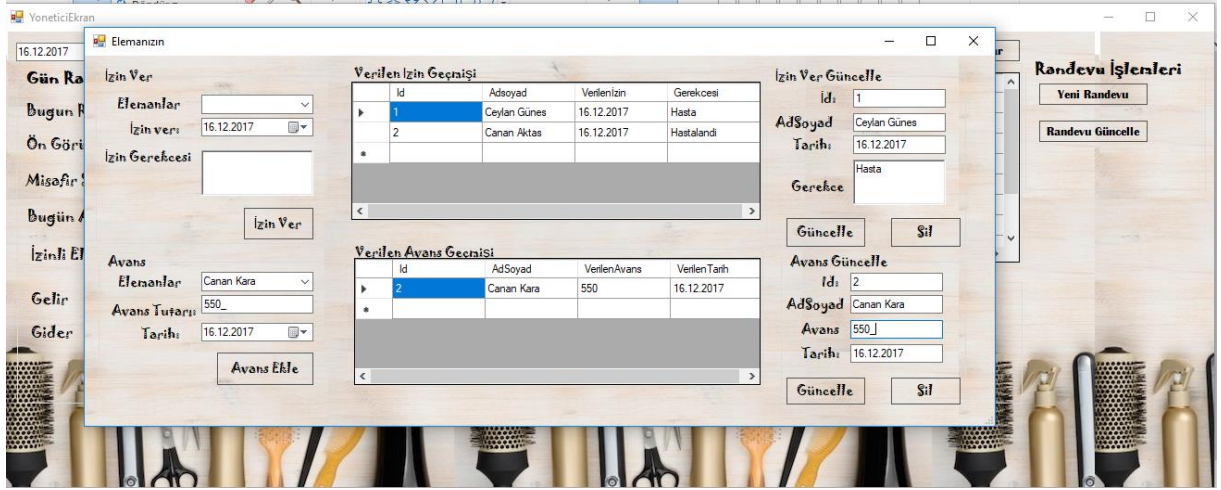 YoneticiEkran
Elemanızın
16.12.2017
Gün Ra
Bugun R
Ön Görü
Misafir
Bugün A
İzinli El
Gelir
Gider
İzin Ver
Elemanlar
İzin ver:
16.12.2017
İzin Gerekcesi
İzin Ver
Avans
Elemanlar
Canan Kara
Avans Tutarı:
550_
Tarih:
16.12.2017
Avans Ekle
Verilen İzin Geçmişi
Id Adsoyad Verilenİzin Gerekcesi
1 Ceylan Günes 16.12.2017 Hasta
2 Canan Aktas 16.12.2017 Hastalandi
Verilen Avans Geçmişi
Id AdSoyad VerilenAvans VerilenTarih
2 Canan Kara 550 16.12.2017
İzin Ver Güncelle
İd: 1
AdSoyad Ceylan Günes
Tarih: 16.12.2017
Gerekce Hasta
Güncelle Sil
Avans Güncelle
Id: 2
AdSoyad Canan Kara
Avans 550_
Tarih: 16.12.2017
Güncelle Sil
Randevu İşlemleri
Yeni Randevu
Randevu Güncelle